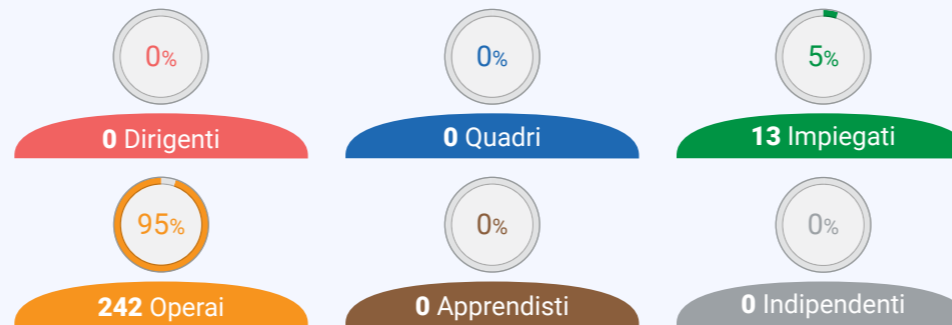 0% 0% 5%
0 Dirigenti 0 Quadri 13 Impiegati
95% 0% 0%
242 Operai 0 Apprendisti 0 Indipendenti